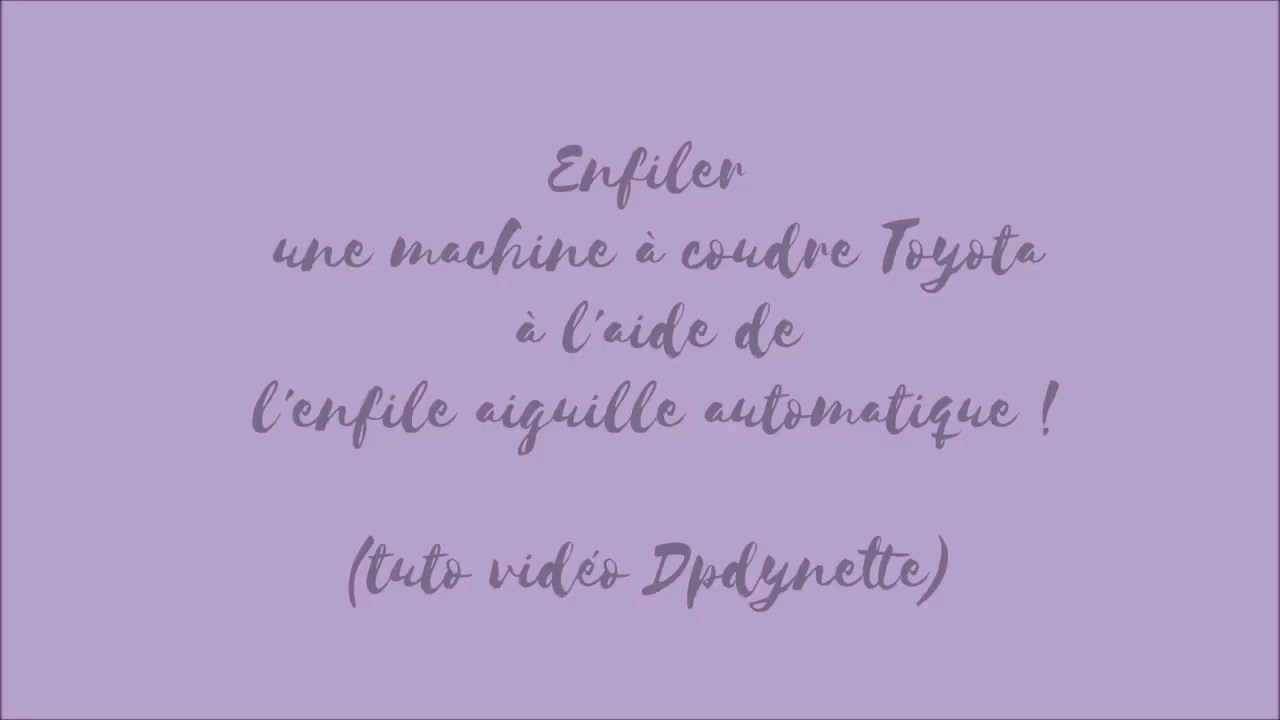 Enfiler
une machine à coudre Toyota
à l'aide de
l'enfile aiguille automatique !
(tuto vidéo Dpdynette)